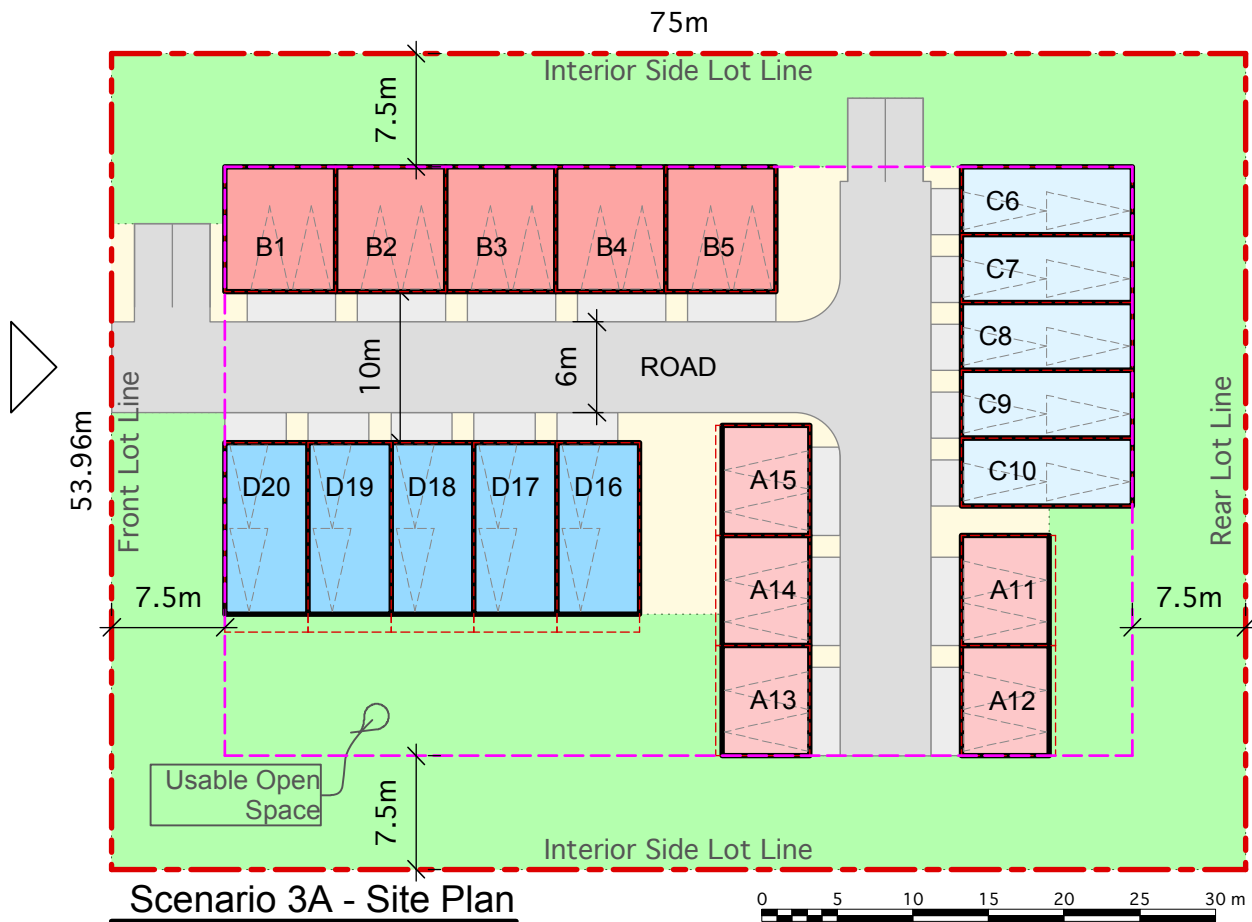 75m
Interior Side Lot Line
7.5m
B1 B2 B3 B4 B5
C6
C7
C8
C9
C10
10m
6m
ROAD
Front Lot Line
53.96m
Rear Lot Line
D20 D19 D18 D17 D16
A15
A14
A13
A11
A12
7.5m
7.5m
Usable Open
Space
7.5m
Interior Side Lot Line
Scenario 3A - Site Plan
0 5 10 15 20 25 30 m